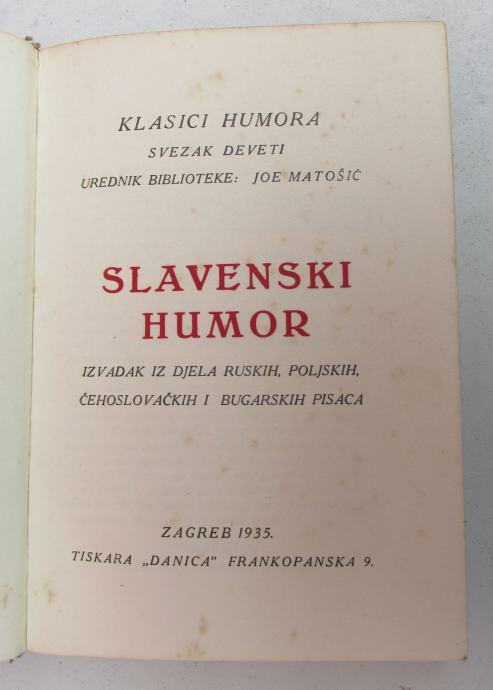 KLASICI HUMORA
SVEZAK DEVETI
UREDNIK BIBLIOTEKE: JOE MATOŠIĆ
SLAVENSKI
HUMOR
IZVADAK IZ DJELA RUSKIH, POLJSKIH,
ČEHOSLOVAČKIH I BUGARSKIH PISACA
ZAGREB 1935.
TISKARA „DANICA" FRANKOPANSKA 9.